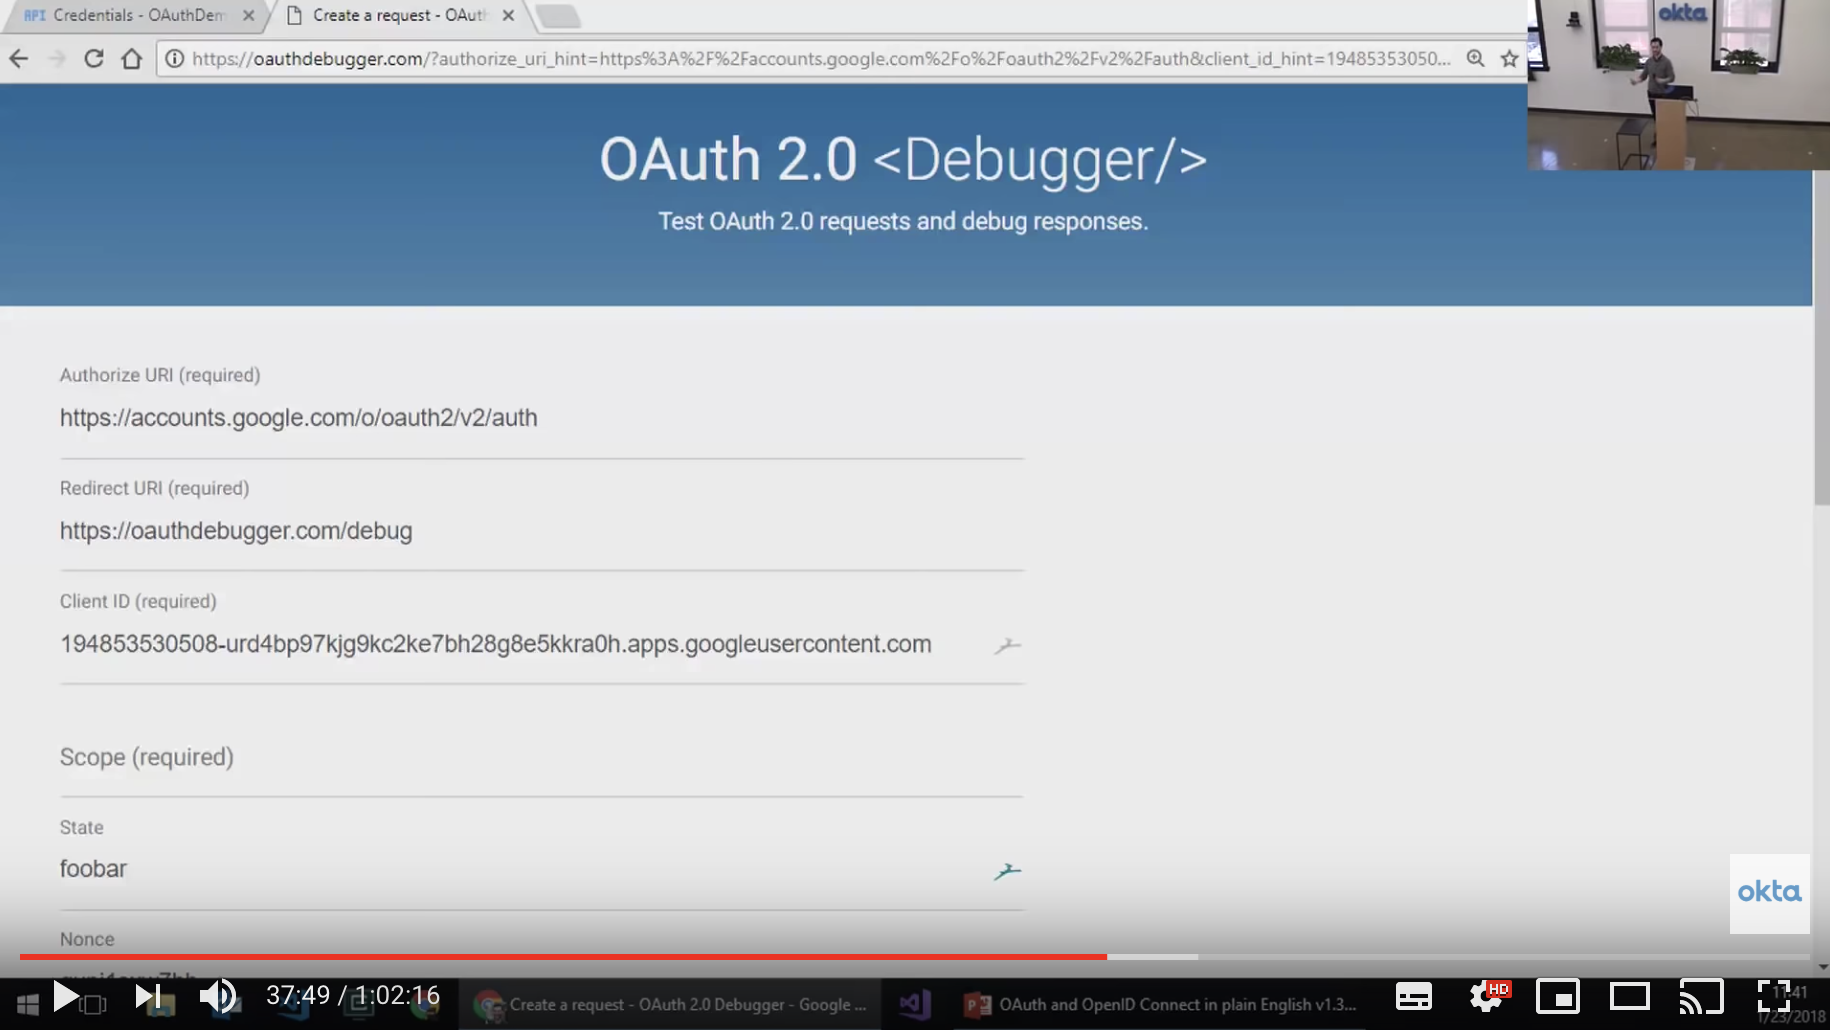 API Credentials - OAuthDem
Create a request - OAuth
okta
https://oauthdebugger.com/?authorize_uri_hint=https%3A%2F%2Faccounts.google.com%2Fo%2Foauth2%2Fv2%2Fauth&client_id_hint=19485353050...
OAuth 2.0 <Debugger/>
Test OAuth 2.0 requests and debug responses.
Authorize URI (required)
https://accounts.google.com/o/oauth2/v2/auth
Redirect URI (required)
https://oauthdebugger.com/debug
Client ID (required)
194853530508-urd4bp97kjg9kc2ke7bh28g8e5kkra0h.apps.googleusercontent.com
Scope (required)
State
foobar
okta
Nonce
37:49 / 1:02:16
Create a request - OAuth 2.0 Debugger - Google ...
OAuth and OpenID Connect in plain English v1.3...
HD
11:41
1/23/2018